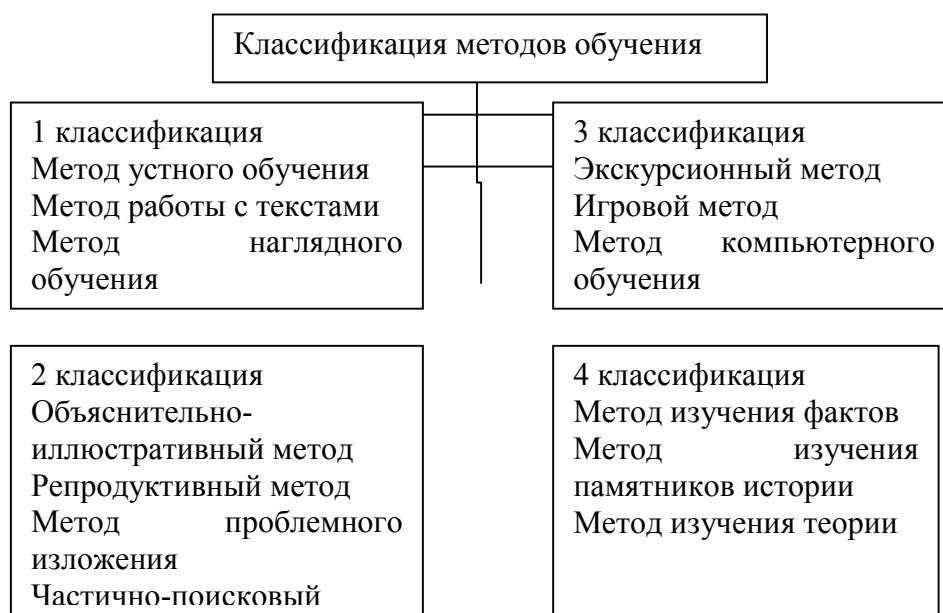 Классификация методов обучения
1 классификация
Метод устного обучения
Метод работы с текстами
Метод наглядного
обучения
3 классификация
Экскурсионный метод
Игровой метод
Метод компьютерного
обучения
2 классификация
Объяснительно-
иллюстративный метод
Репродуктивный метод
Метод проблемного
изложения
Частично-поисковый
4 классификация
Метод изучения фактов
Метод изучения
памятников истории
Метод изучения теории